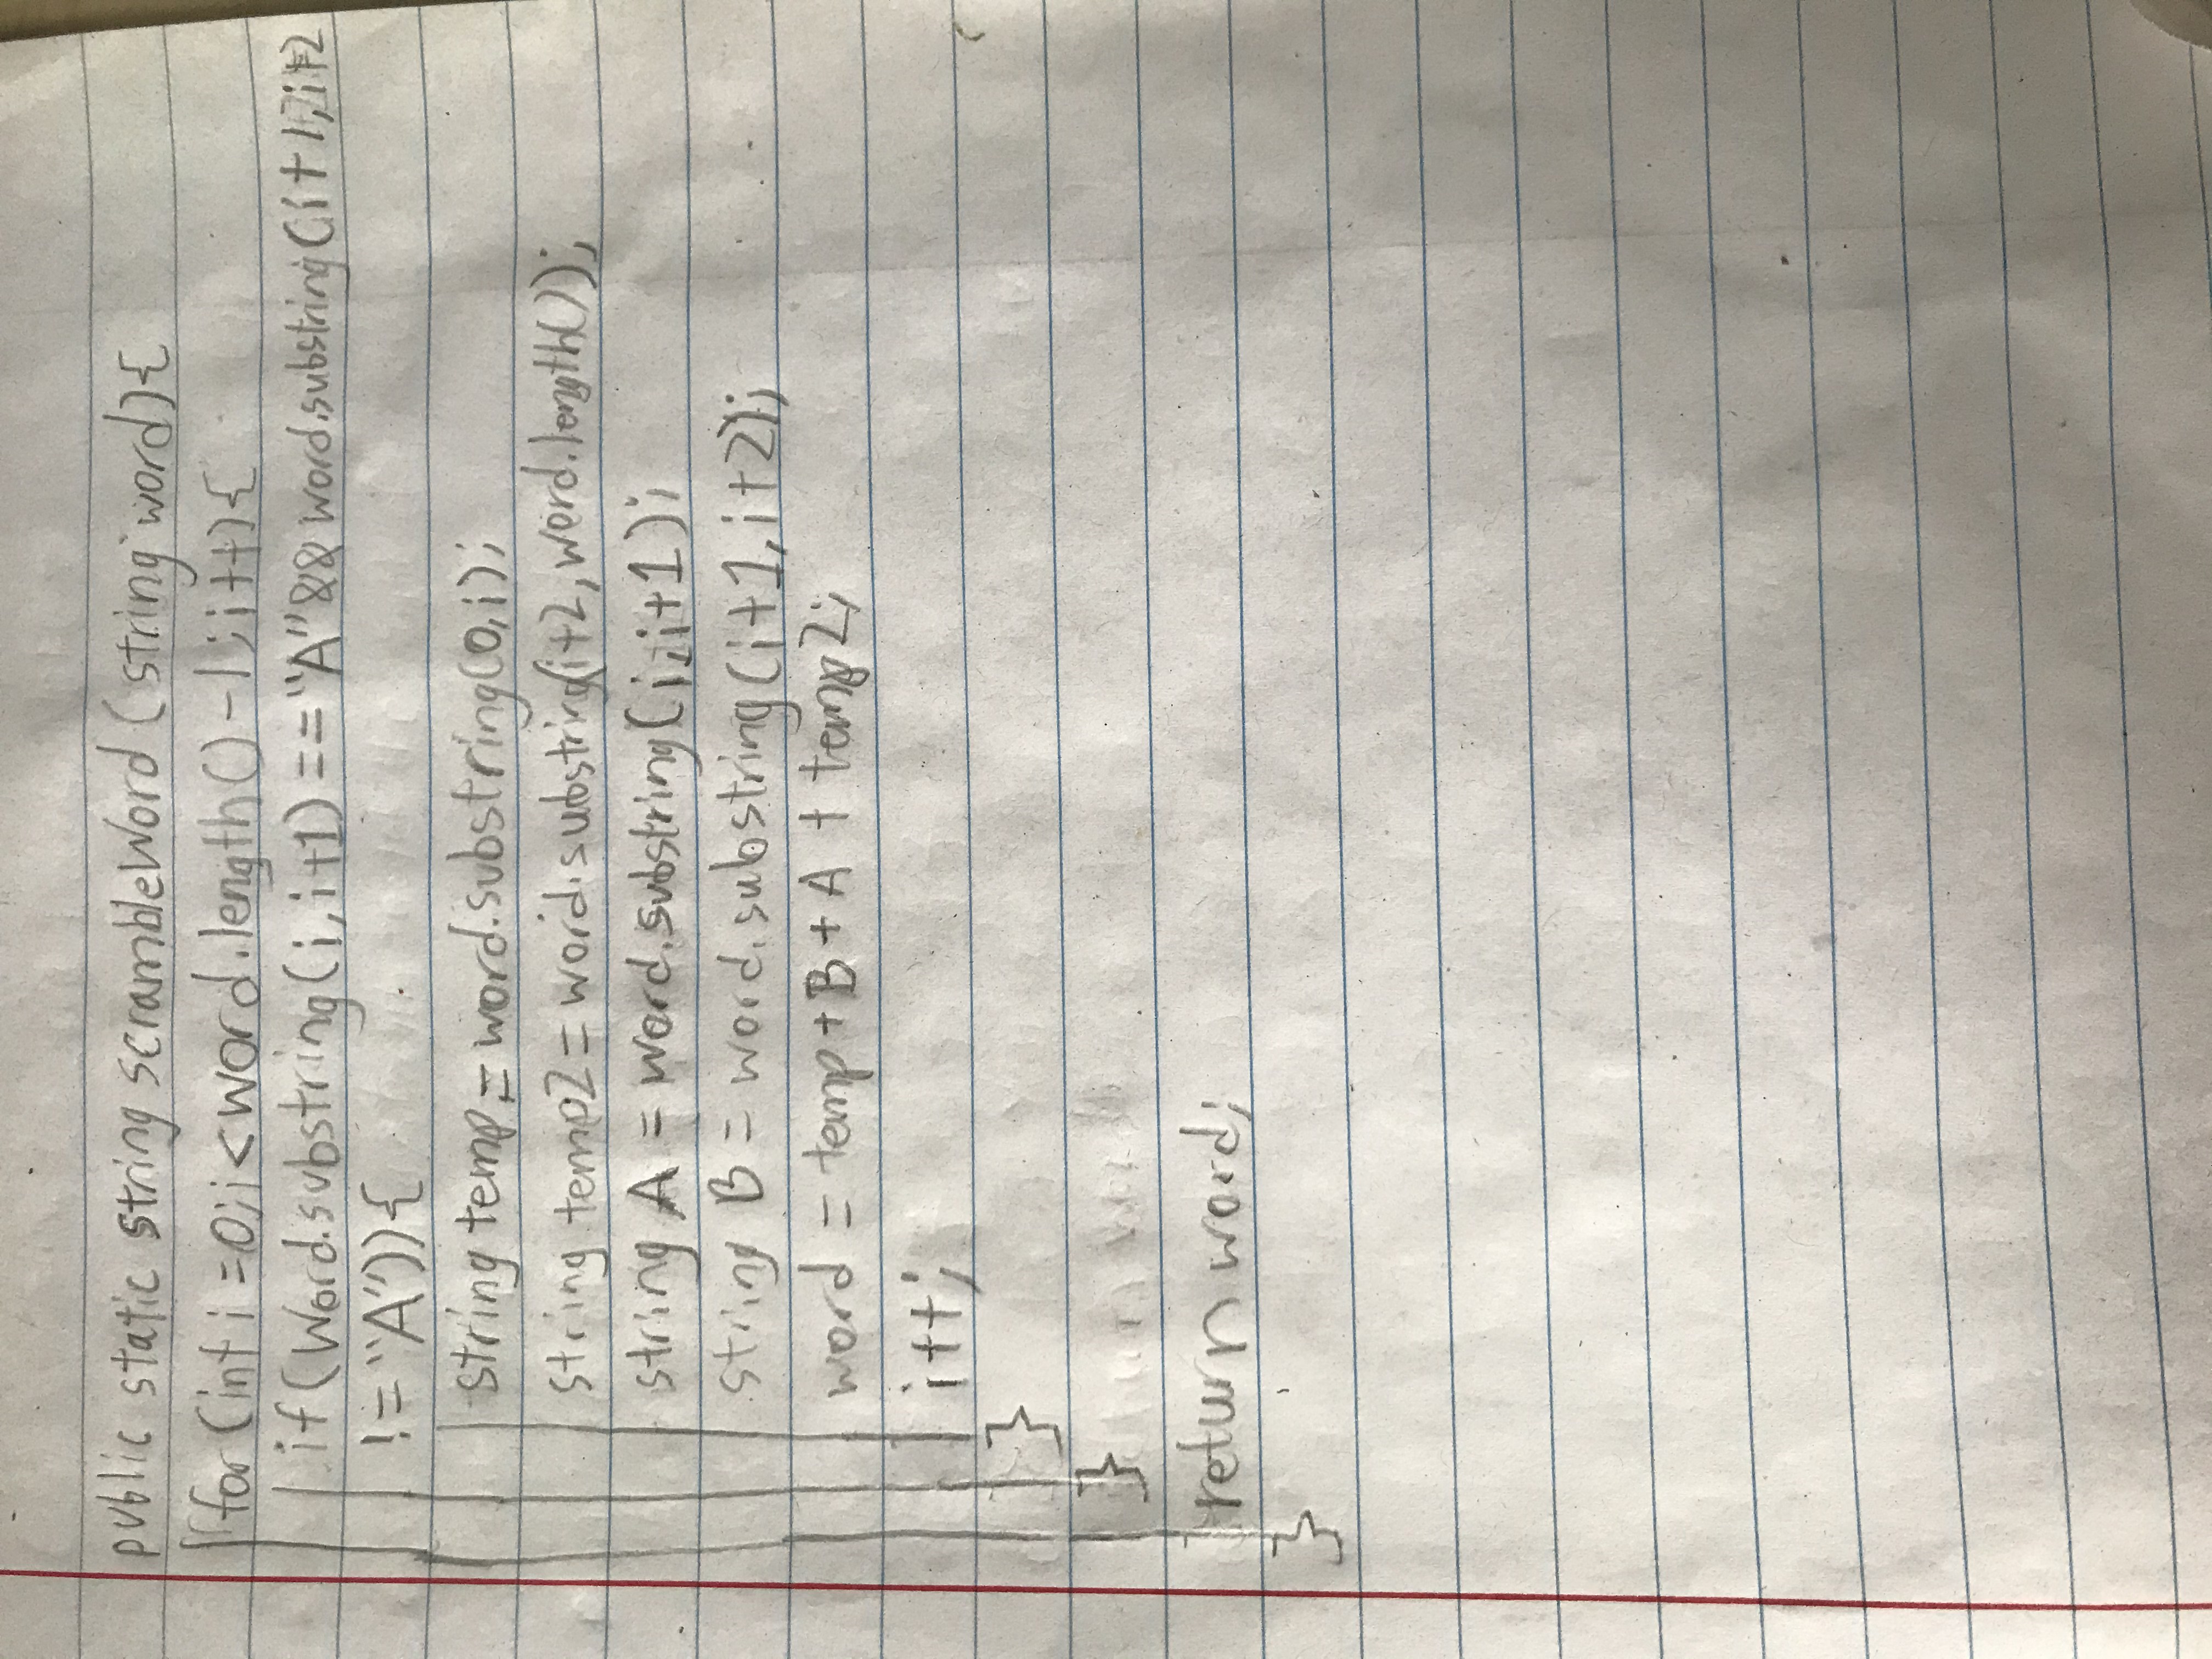 public static string scrambleWord (string word){
for (int i =0;i<word.length()-1;i++){
if(Word.substring(i,i+1)=="A"&&word.substring(i+1,i+2
!="A")){
string temp=word.substring(0,i);
string temp2=word.substring(i+2,word.length());
string A = word.substring(i,i+1);
string B = word.substring(i+1,i+2);
word = temp+B+A + temp2;
i++;
}
}
return word;
}